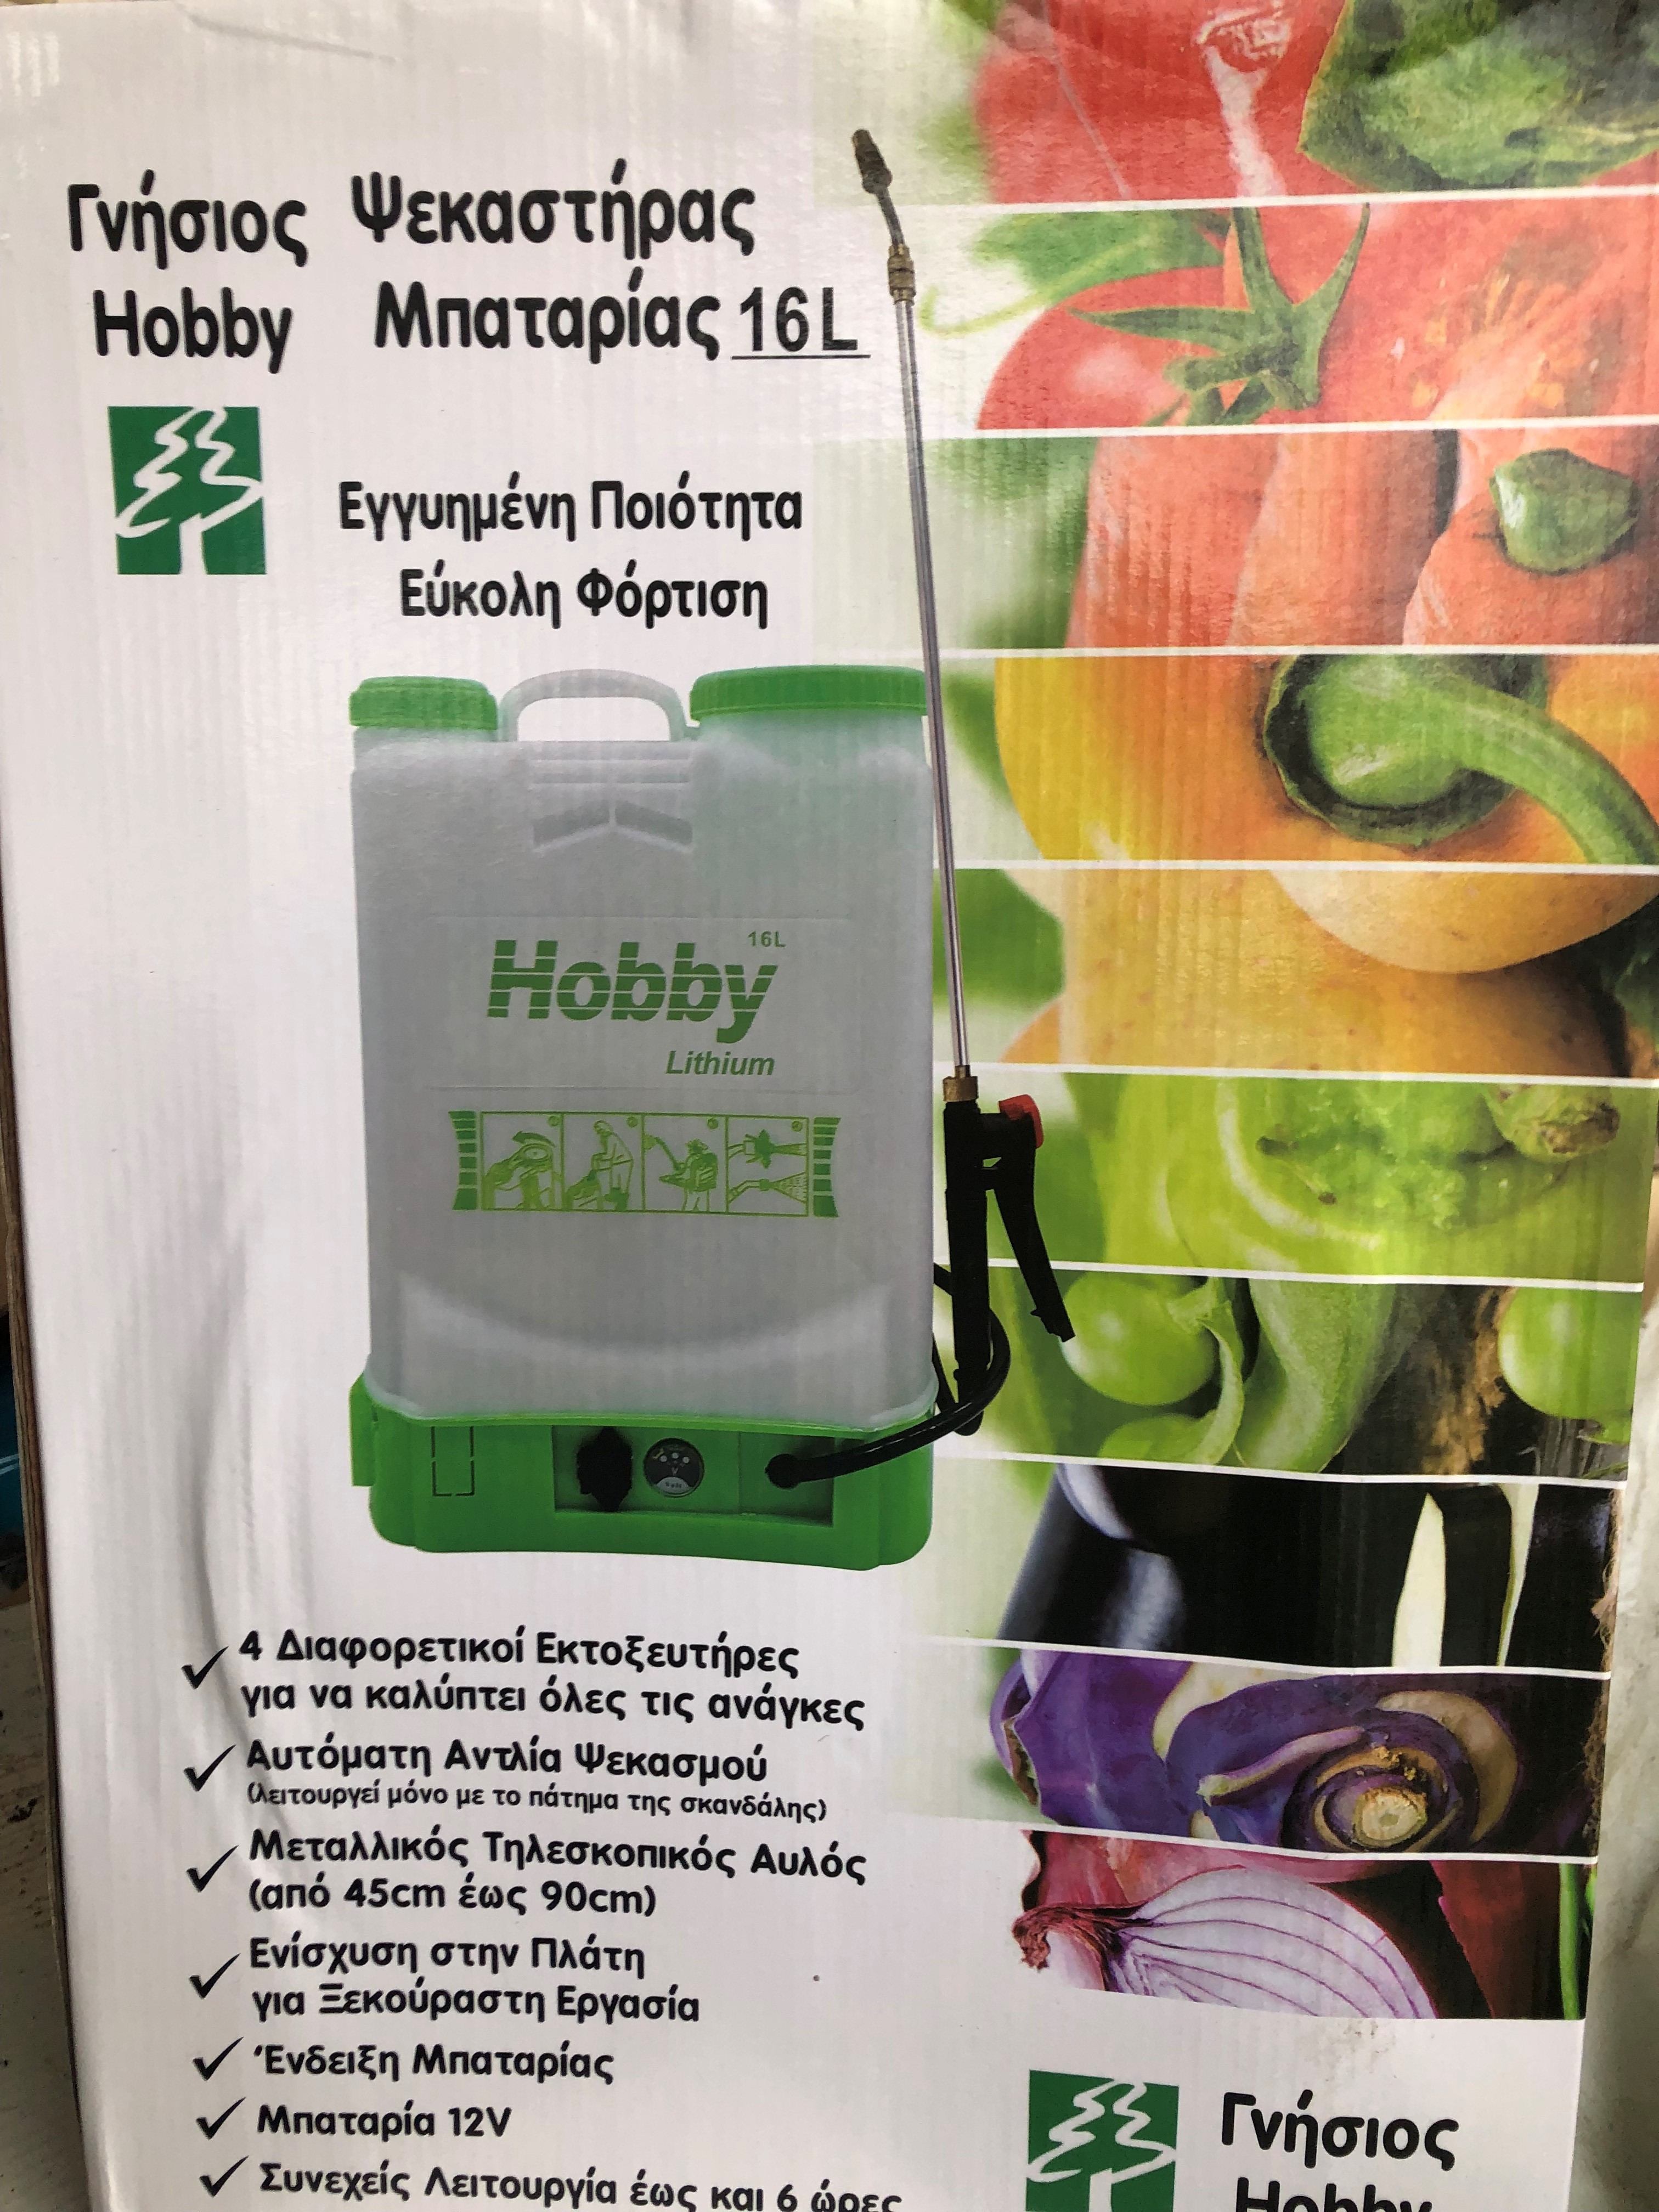 Γνήσιος Ψεκαστήρας
Hobby Μπαταρίας 16L
Εγγυημένη Ποιότητα
Εύκολη Φόρτιση
16L
Hobby
Lithium
4 Διαφορετικοί Εκτοξευτήρες
για να καλύπτει όλες τις ανάγκες
Αυτόματη Αντλία Ψεκασμού
(λειτουργεί μόνο με το πάτημα της σκανδάλης)
Μεταλλικός Τηλεσκοπικός Αυλός
(από 45cm έως 90cm)
Ενίσχυση στην Πλάτη
για Ξεκούραστη Εργασία
Ένδειξη Μπαταρίας
Μπαταρία 12V
Συνεχείς Λειτουργία έως και 6 ώρες
Γνήσιος
Hobby